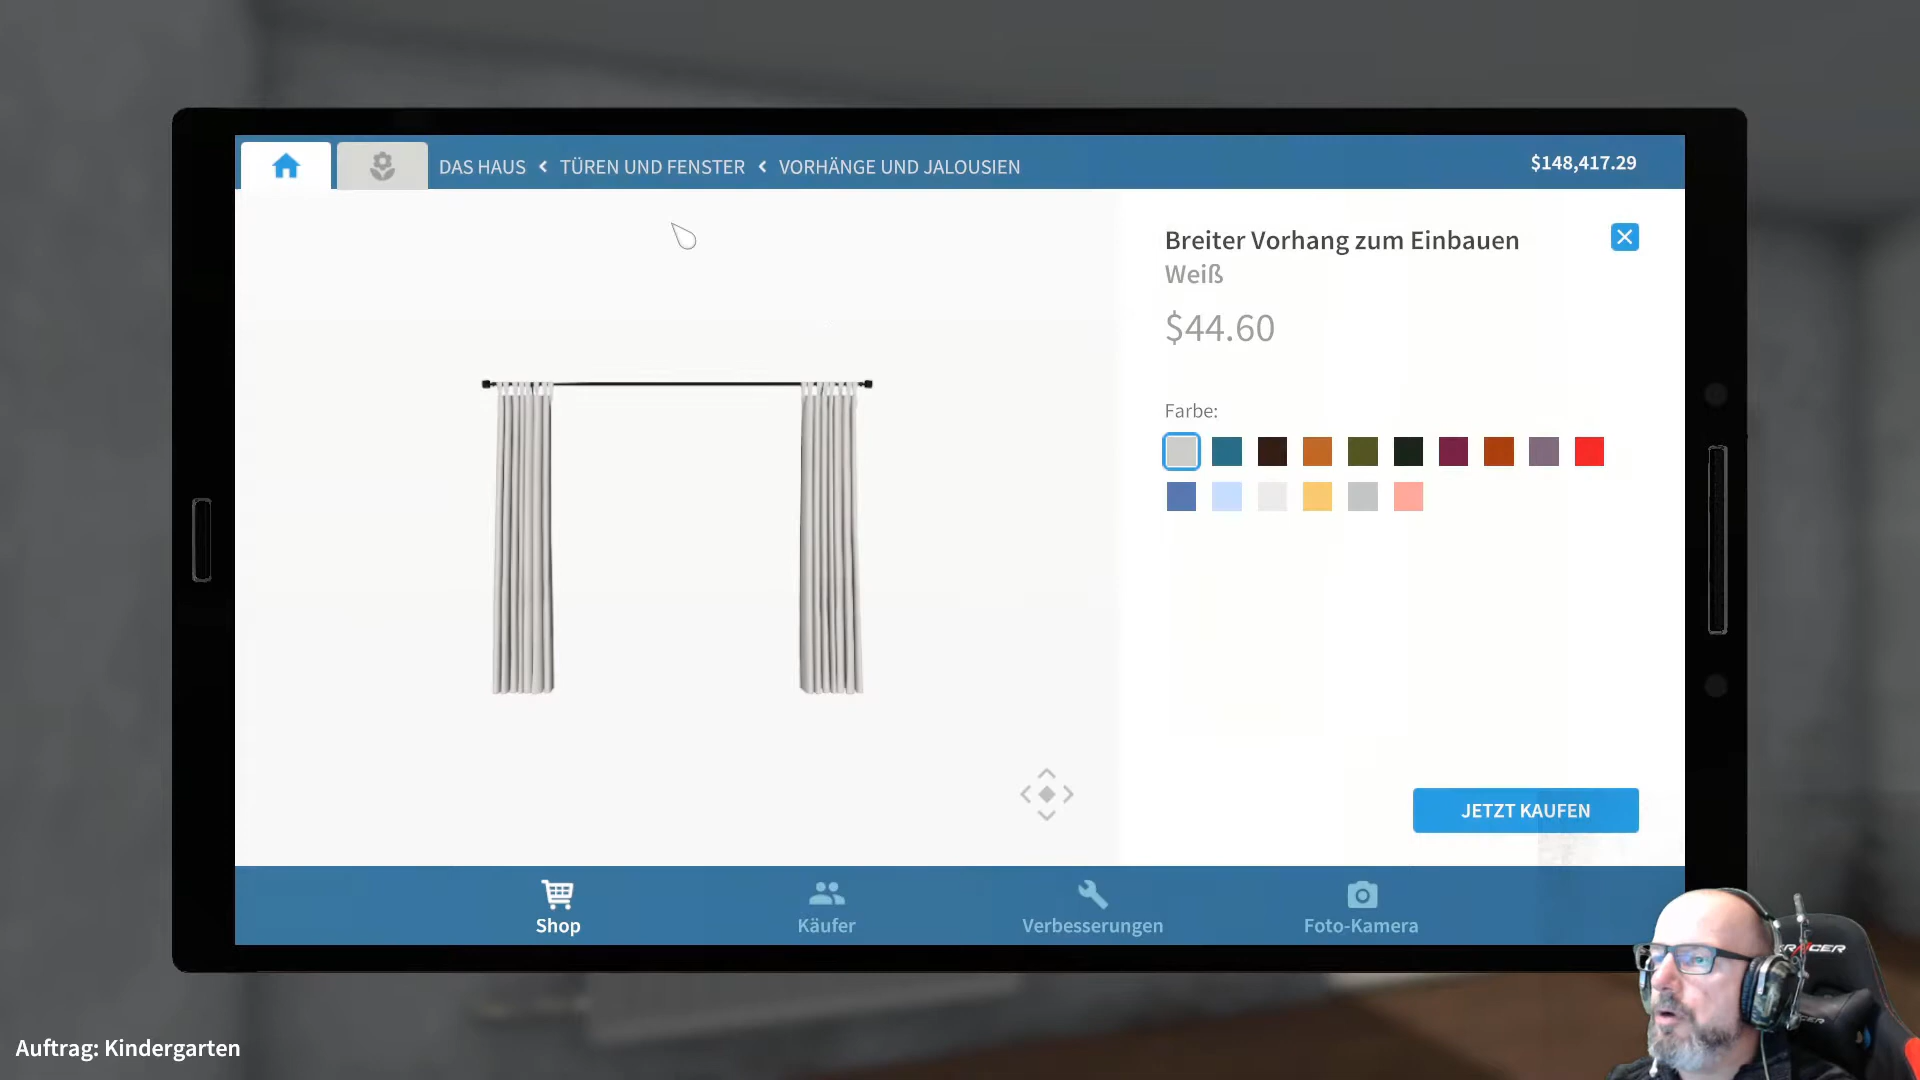 DAS HAUS < TÜREN UND FENSTER < VORHÄNGE UND JALOUSIEN
$148,417.29
Breiter Vorhang zum Einbauen
Weiß
$44.60
Farbe:
JETZT KAUFEN
Shop
Käufer
Verbesserungen
Foto-Kamera
Auftrag: Kindergarten